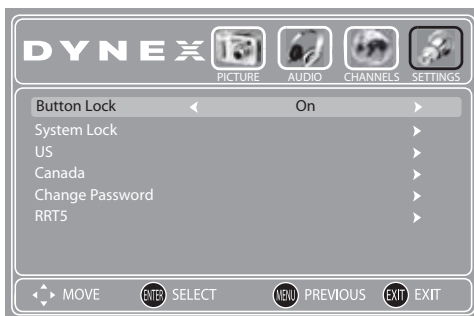 DYNEX
PICTURE AUDIO CHANNELS SETTINGS
Button Lock On
System Lock
US
Canada
Change Password
RRT5
MOVE ENTER SELECT MENU PREVIOUS EXIT EXIT